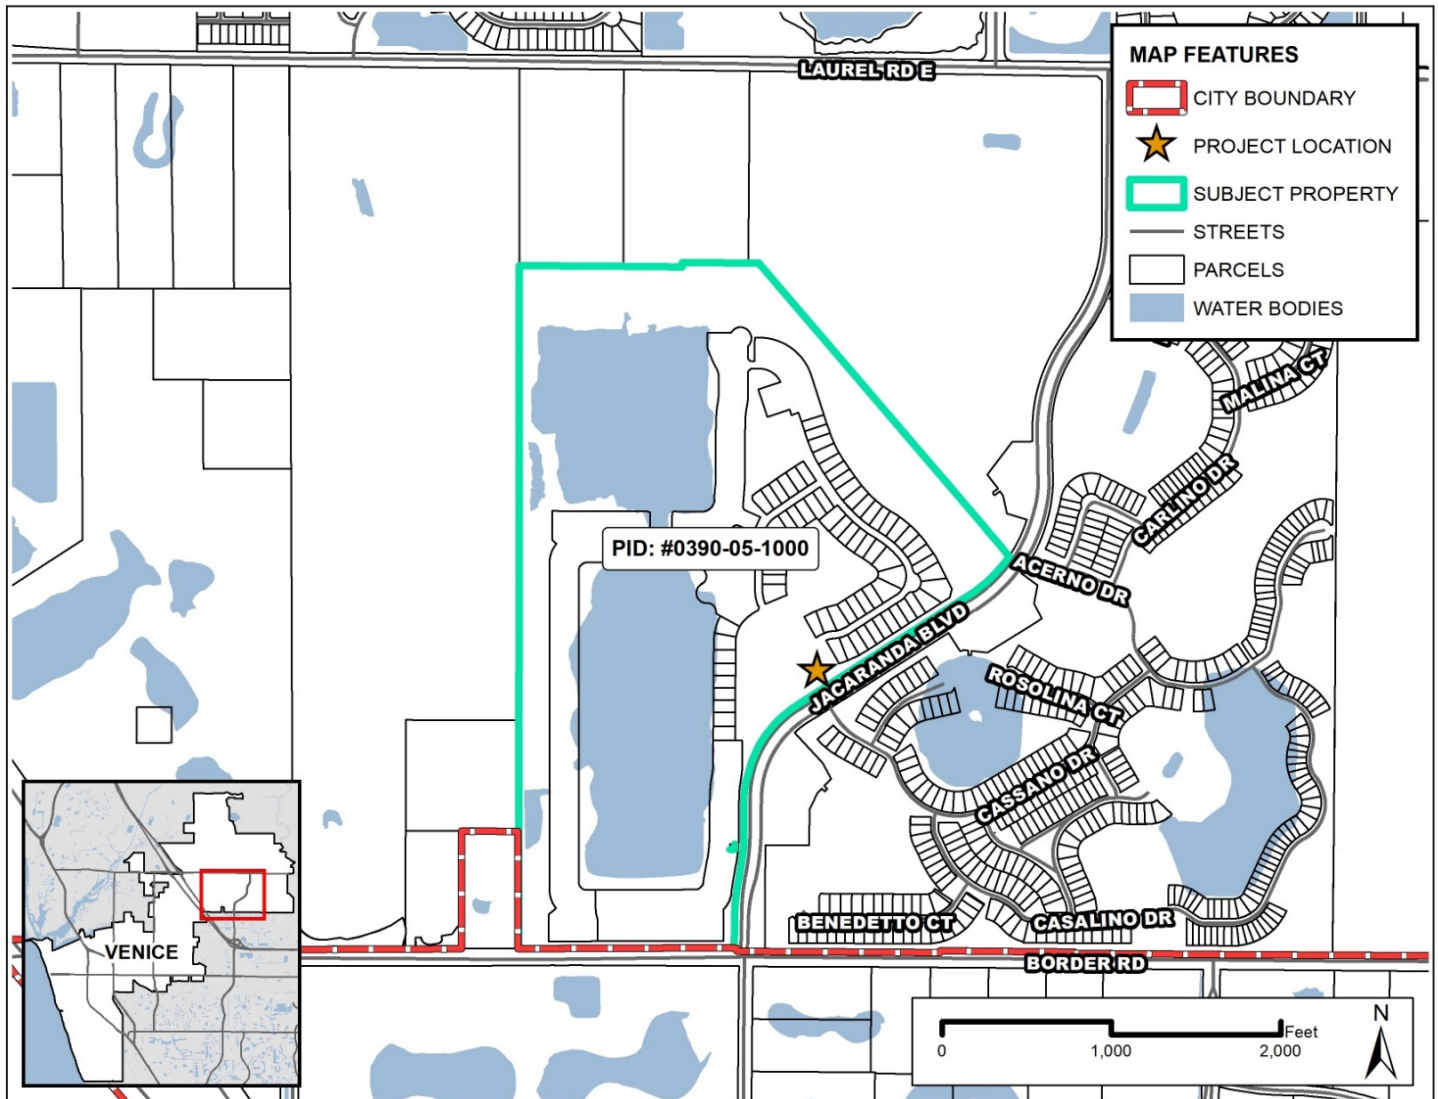 LAUREL RD E
MAP FEATURES
CITY BOUNDARY
PROJECT LOCATION
SUBJECT PROPERTY
STREETS
PARCELS
WATER BODIES
MALINA CT
CARLINO DR
PID: #0390-05-1000
ACERNO DR
JACARANDA BLVD
ROSOLINA CT
CASSANO DR
BENEDETTO CT
CASALINO DR
BORDER RD
VENICE
Feet
0
1,000
2,000
N